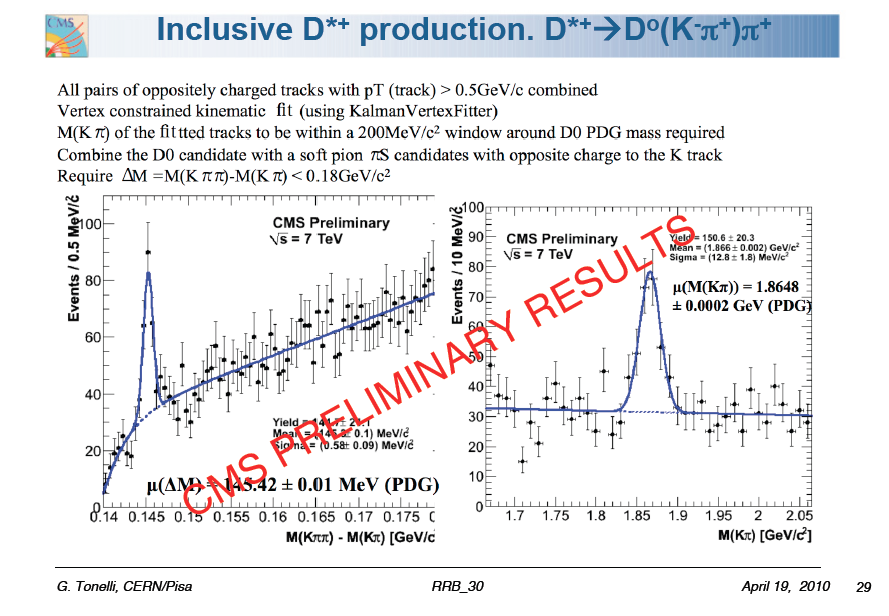 CMS
Inclusive D*+ production. D*+→Dº(K-π+)π+
All pairs of oppositely charged tracks with pT (track) > 0.5GeV/c combined
Vertex constrained kinematic fit (using KalmanVertexFitter)
M(K π) of the fittted tracks to be within a 200MeV/c² window around D0 PDG mass required
Combine the D0 candidate with a soft pion πS candidates with opposite charge to the K track
Require ΔM =M(K π π)-M(K π) < 0.18GeV/c²
Events / 0.5 MeV/c²
100
80
60
40
20
0
CMS Preliminary
√s = 7 TeV
Yield
Mean
0.1) MeV/c²
Sigma = (0.58± 0.09) MeV/c²
μ(ΔM) = 145.42 ± 0.01 MeV (PDG)
0.14 0.145 0.15 0.155 0.16 0.165 0.17 0.175
M(Kππ) - M(Kπ) [GeV/c
Events / 10 MeV/c²
100
90
80
70
60
50
40
30
20
10
0
CMS Preliminary
√s = 7 TeV
Yield = 150.6 ± 20.3
Mean = (1.866 ± 0.002) GeV/c²
Sigma = (12.8 ± 1.8) MeV/c²
μ(M(Kπ)) = 1.8648
± 0.0002 GeV (PDG)
1.7 1.75 1.8 1.85 1.9 1.95 2 2.05
M(Kπ) [GeV/c²]
CMS PRELIMINARY RESULTS
G. Tonelli, CERN/Pisa RRB_30 April 19, 2010 29